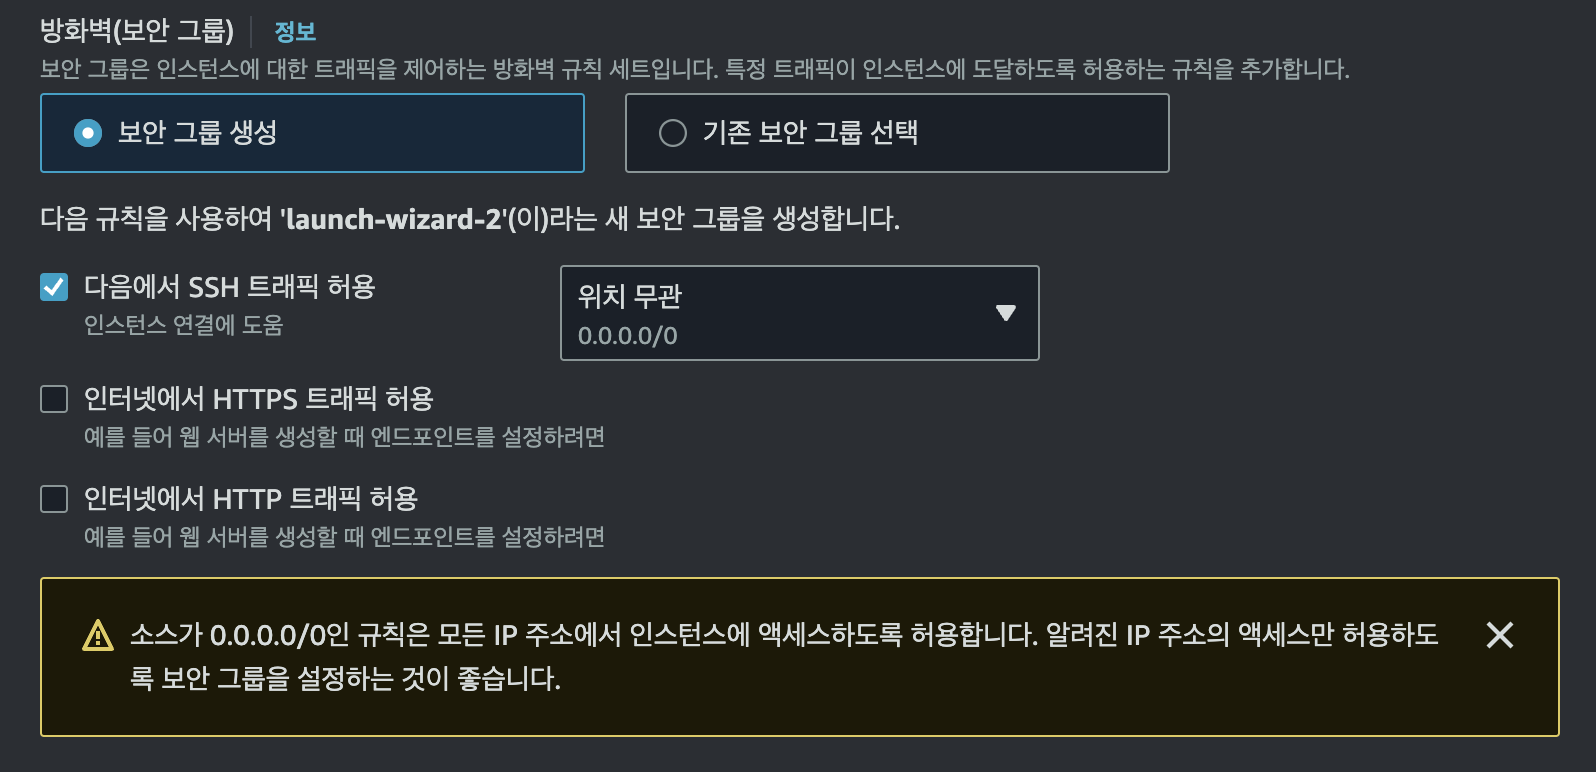 방화벽(보안 그룹) 정보
보안 그룹은 인스턴스에 대한 트래픽을 제어하는 방화벽 규칙 세트입니다. 특정 트래픽이 인스턴스에 도달하도록 허용하는 규칙을 추가합니다.
보안 그룹 생성
기존 보안 그룹 선택
다음 규칙을 사용하여 'launch-wizard-2'(이)라는 새 보안 그룹을 생성합니다.
다음에서 SSH 트래픽 허용
인스턴스 연결에 도움
위치 무관
0.0.0.0/0
인터넷에서 HTTPS 트래픽 허용
예를 들어 웹 서버를 생성할 때 엔드포인트를 설정하려면
인터넷에서 HTTP 트래픽 허용
예를 들어 웹 서버를 생성할 때 엔드포인트를 설정하려면
소스가 0.0.0.0/0인 규칙은 모든 IP 주소에서 인스턴스에 액세스하도록 허용합니다. 알려진 IP 주소의 액세스만 허용하도
록 보안 그룹을 설정하는 것이 좋습니다.